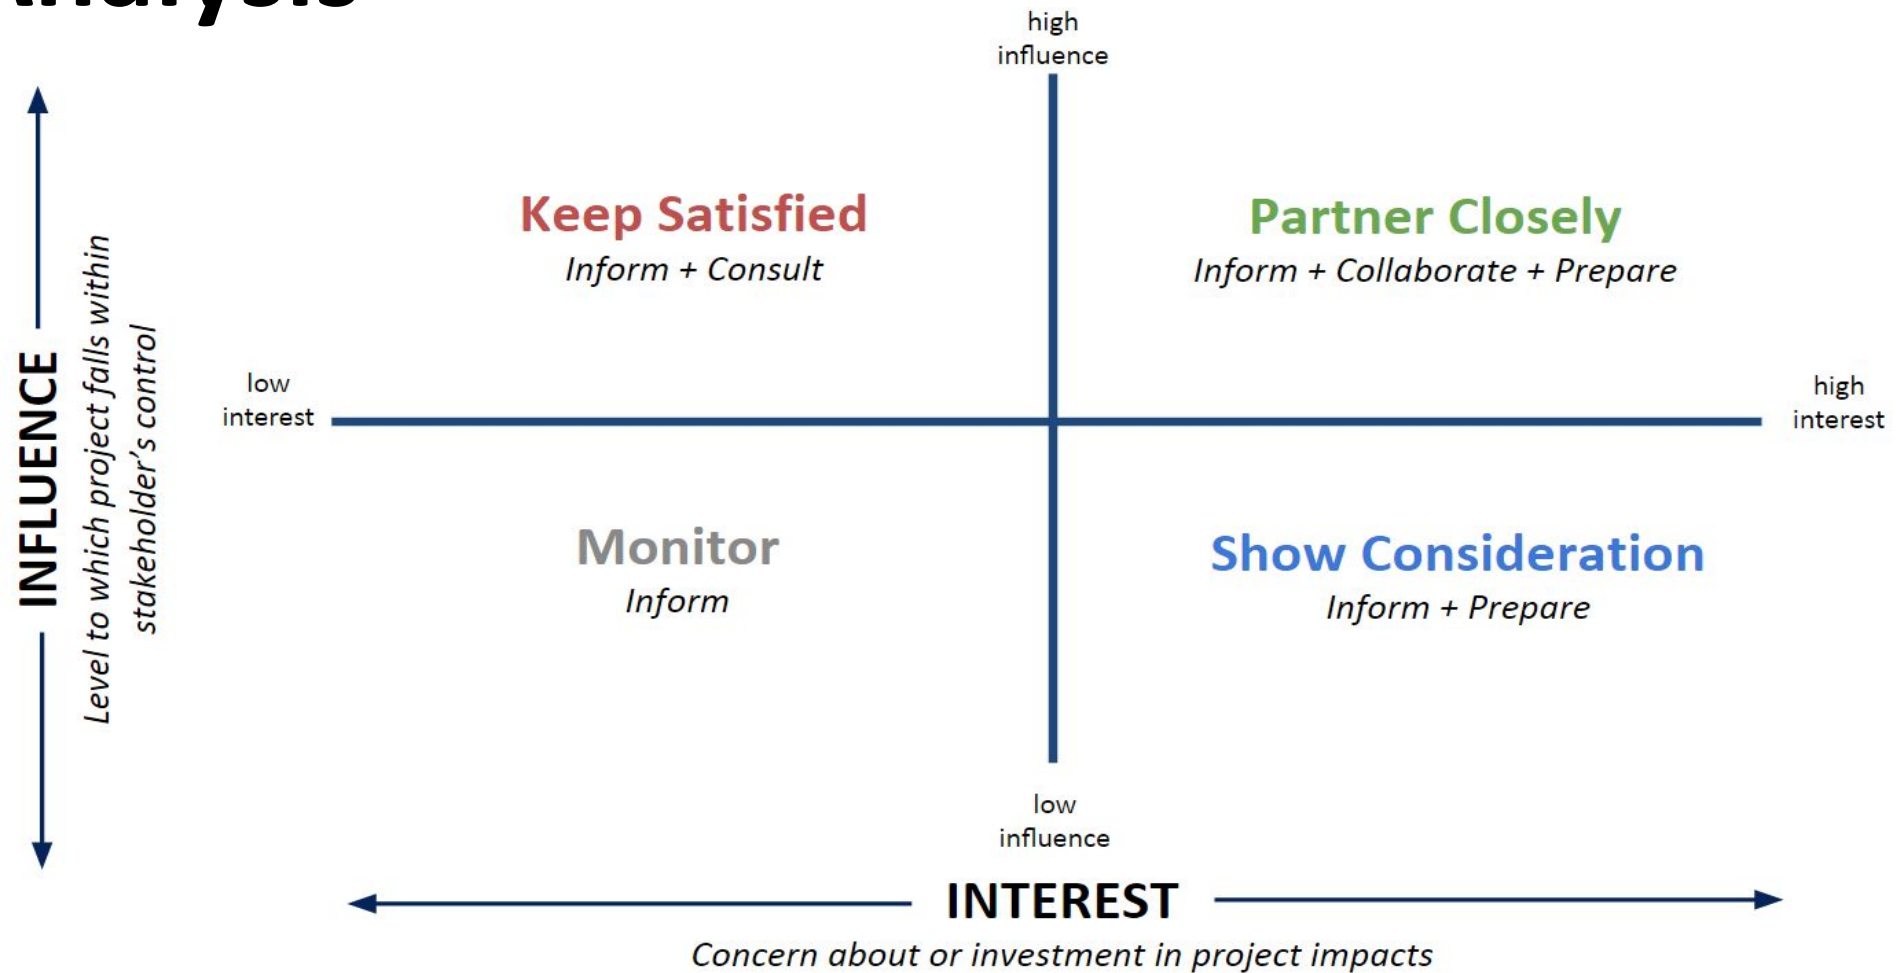 Analysis
high
influence
Keep Satisfied
Inform + Consult
Partner Closely
Inform + Collaborate + Prepare
INFLUENCE
Level to which project falls within
stakeholder's control
low
interest
high
interest
Monitor
Inform
Show Consideration
Inform + Prepare
low
influence
INTEREST
Concern about or investment in project impacts